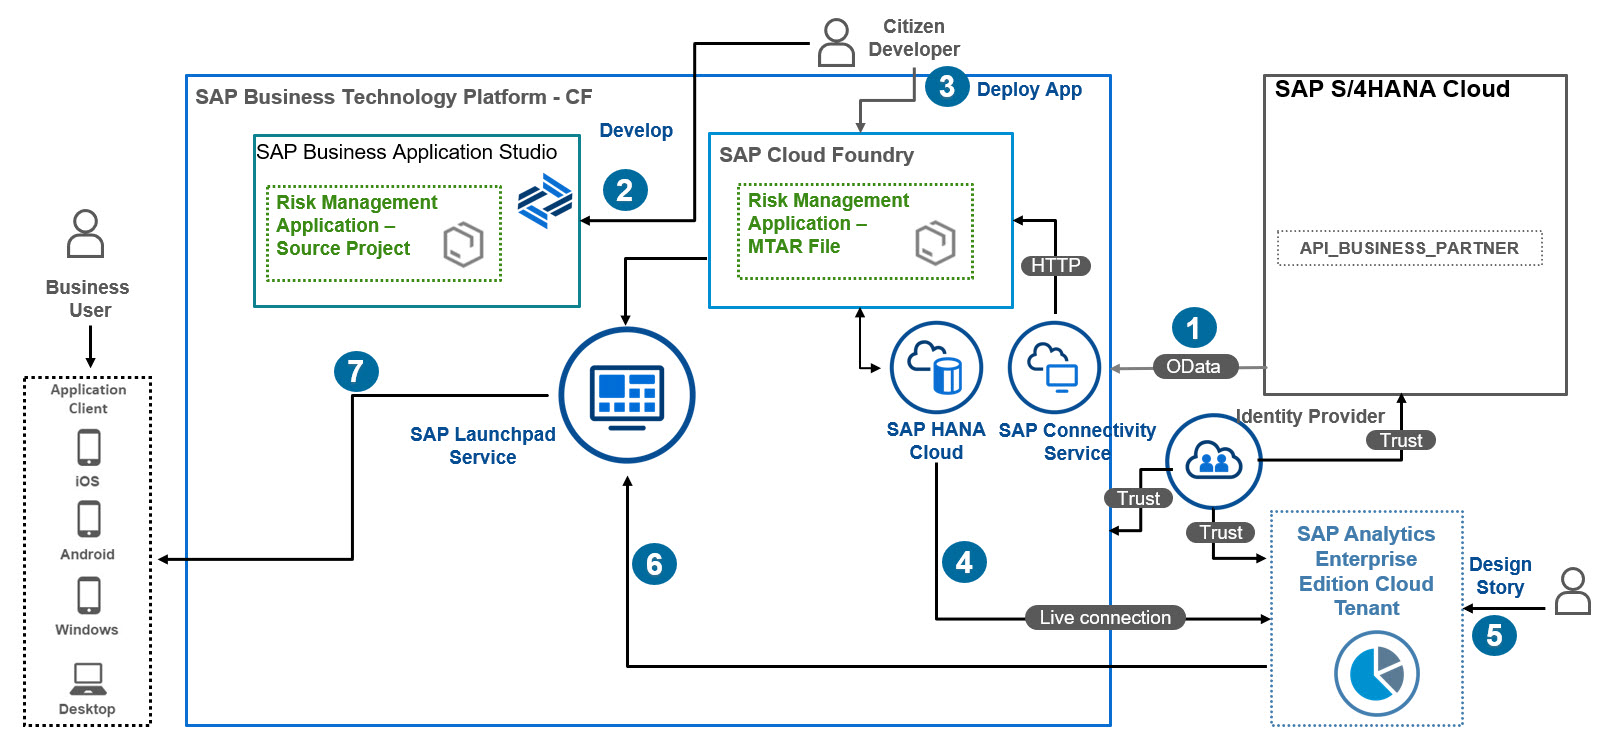 Citizen
Developer
3
Deploy App
SAP Business Technology Platform - CF
SAP S/4HANA Cloud
Develop
SAP Business Application Studio
2
Risk Management
Application –
Source Project
SAP Cloud Foundry
Risk Management
Application –
MTAR File
HTTP
API_BUSINESS_PARTNER
Business
User
1
OData
7
Application
Client
iOS
Android
Windows
Desktop
SAP Launchpad
Service
SAP HANA
Cloud
SAP Connectivity
Service
Identity Provider
Trust
Trust
Trust
6
4
Live connection
SAP Analytics
Enterprise
Edition Cloud
Tenant
Design
Story
5